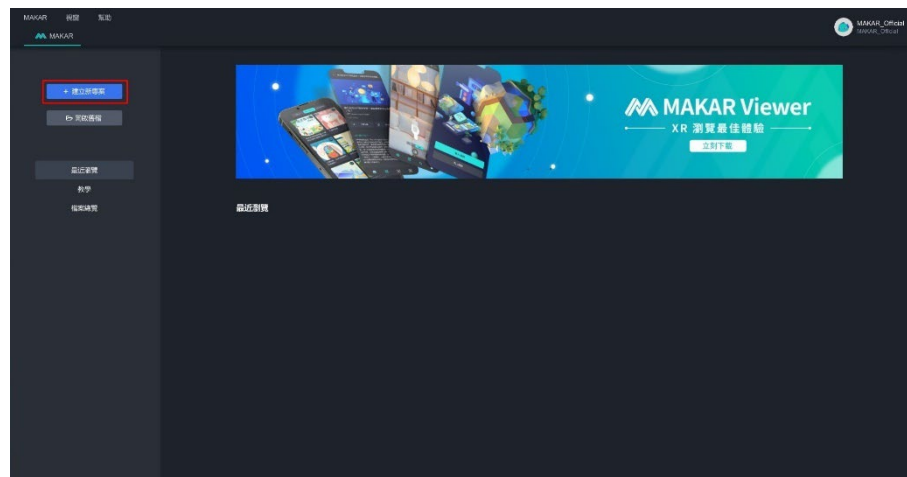 MAKAR 視窗 幫助
MAKAR
MAKAR_Official
MAKAR_Official
+ 建立新專案
開啟舊檔
最近瀏覽
教學
檔案總覽
MAKAR Viewer
XR 瀏覽最佳體驗
立即下載
最近瀏覽